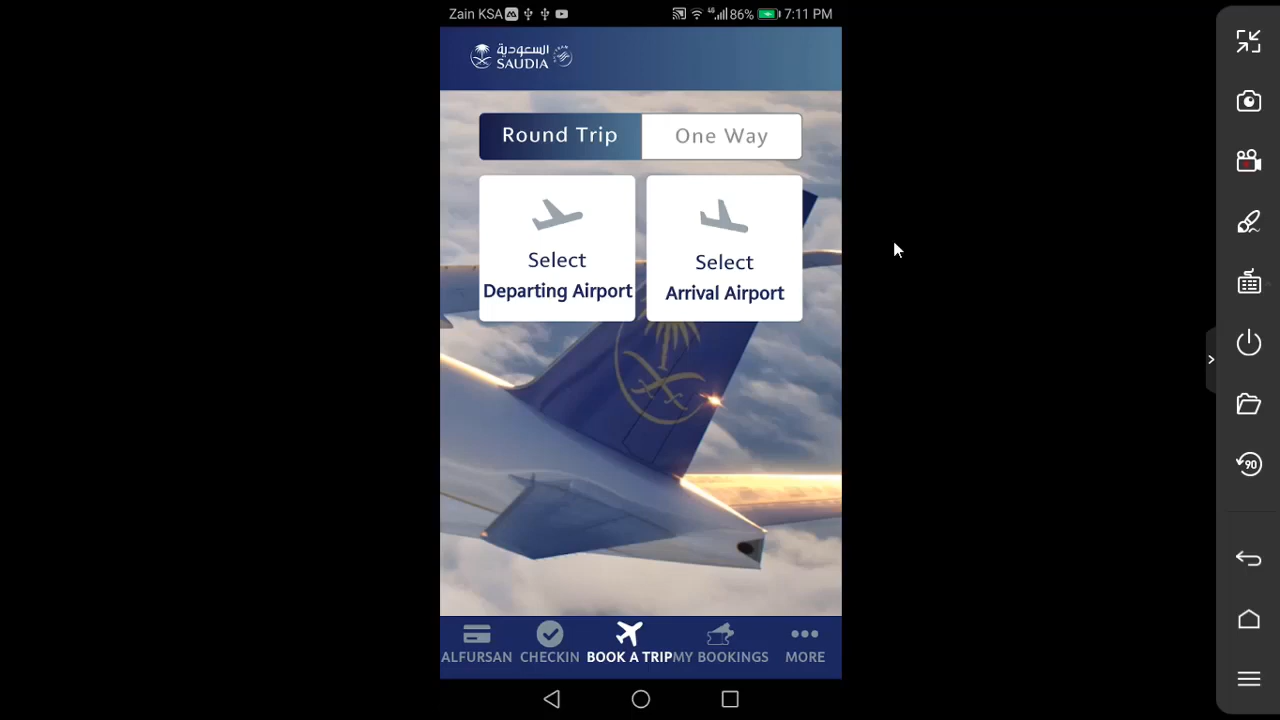 Zain KSA 86% 7:11 PM
السعودية
SAUDIA
Round Trip
One Way
Select
Departing Airport
Select
Arrival Airport
ALFURSAN
CHECKIN
BOOK A TRIP
MY BOOKINGS
MORE
90